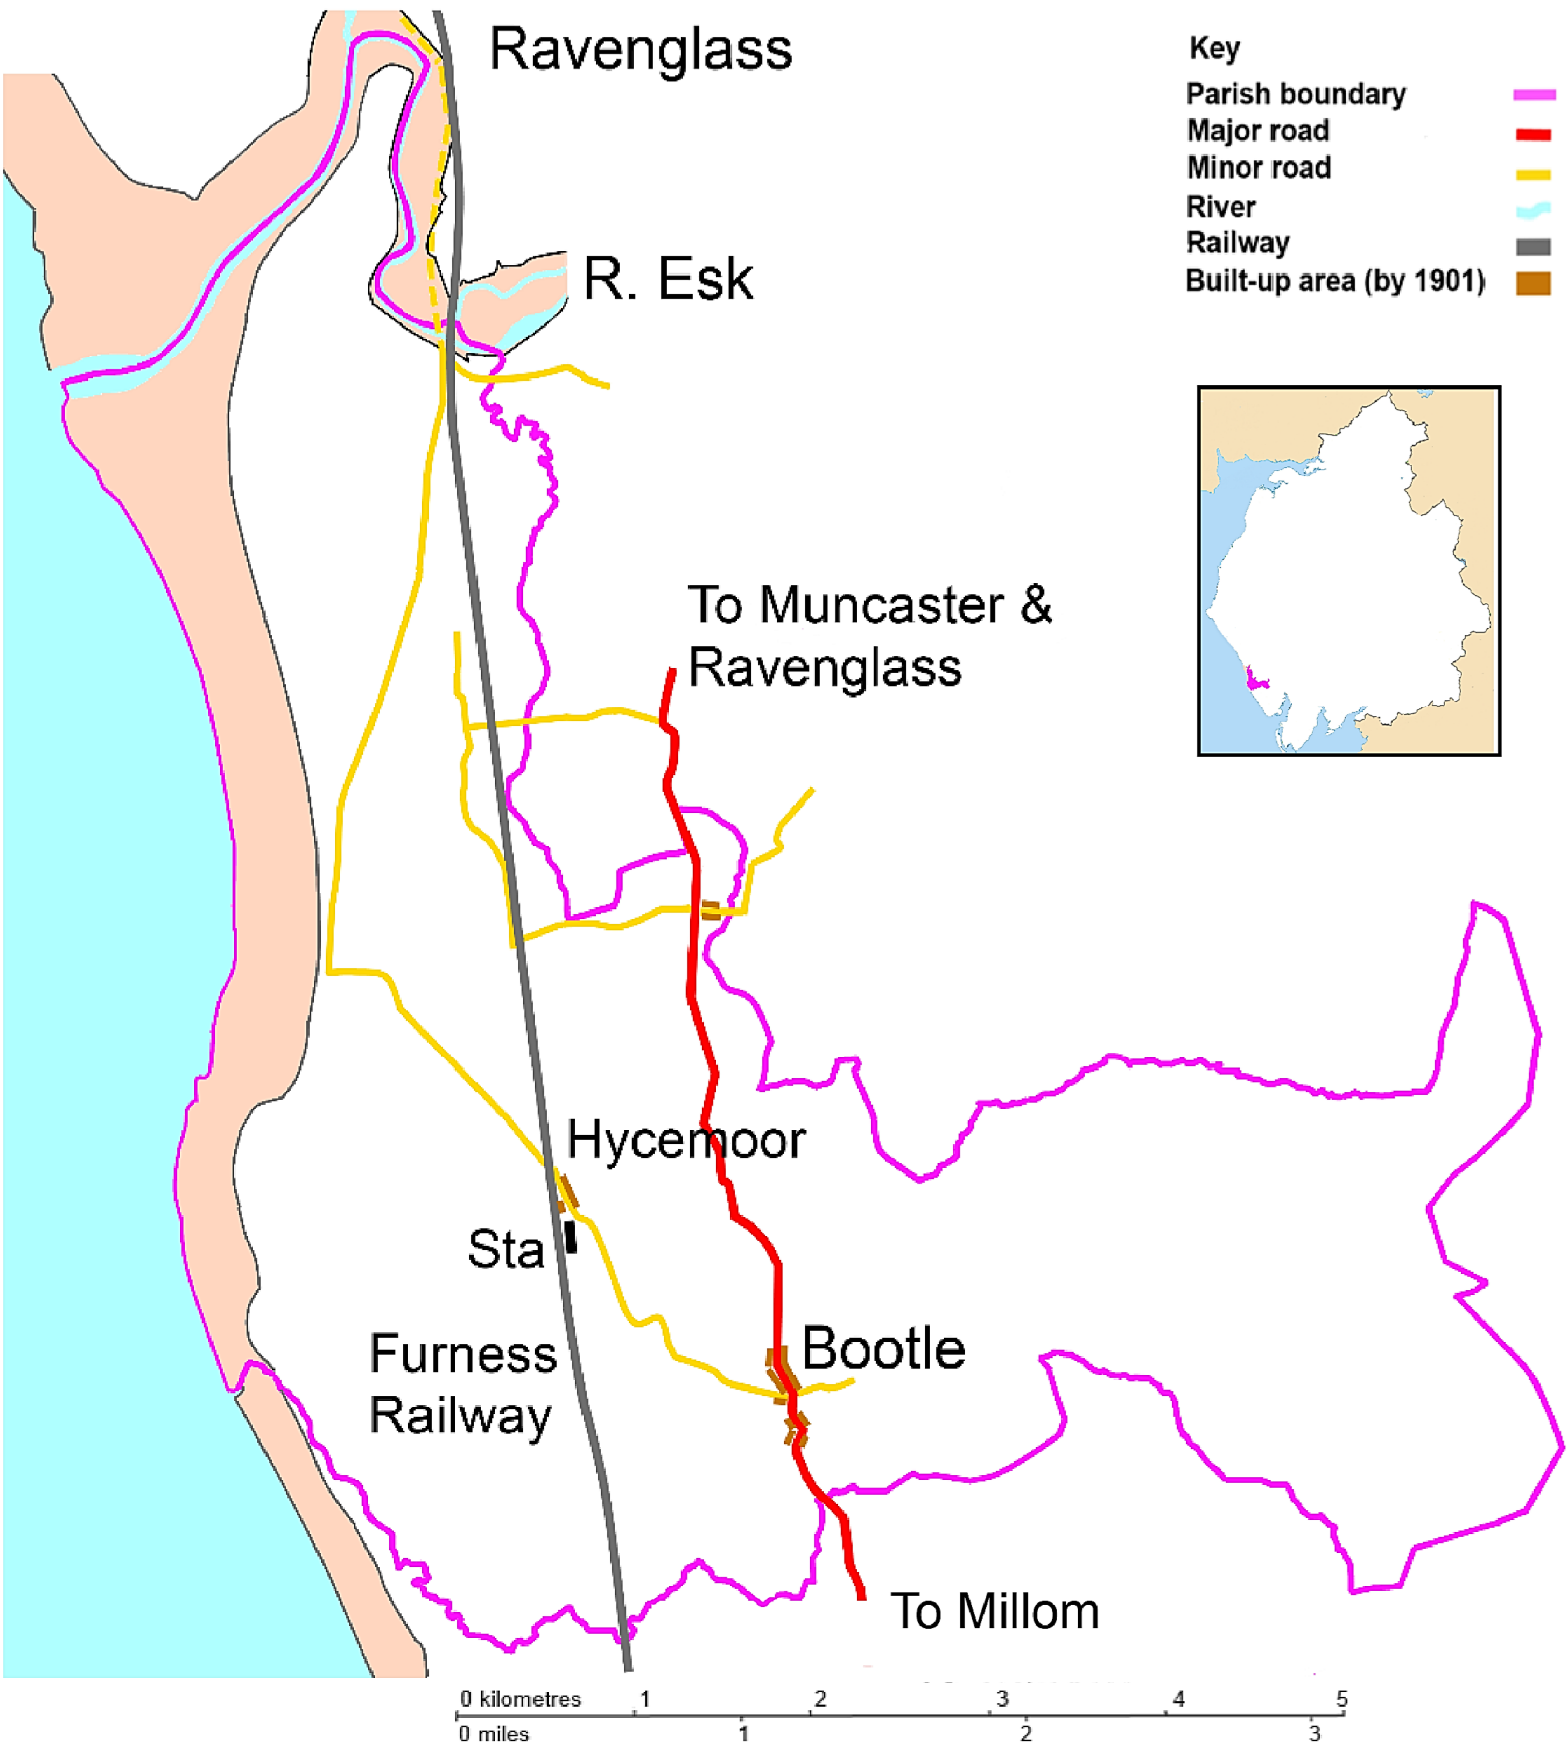 Ravenglass
Key
Parish boundary
Major road
Minor road
River
Railway
Built-up area (by 1901)
R. Esk
To Muncaster &
Ravenglass
Hycemoor
Sta
Furness
Railway
Bootle
To Millom
0 kilometres 1 2 3 4 5
0 miles 1 2 3